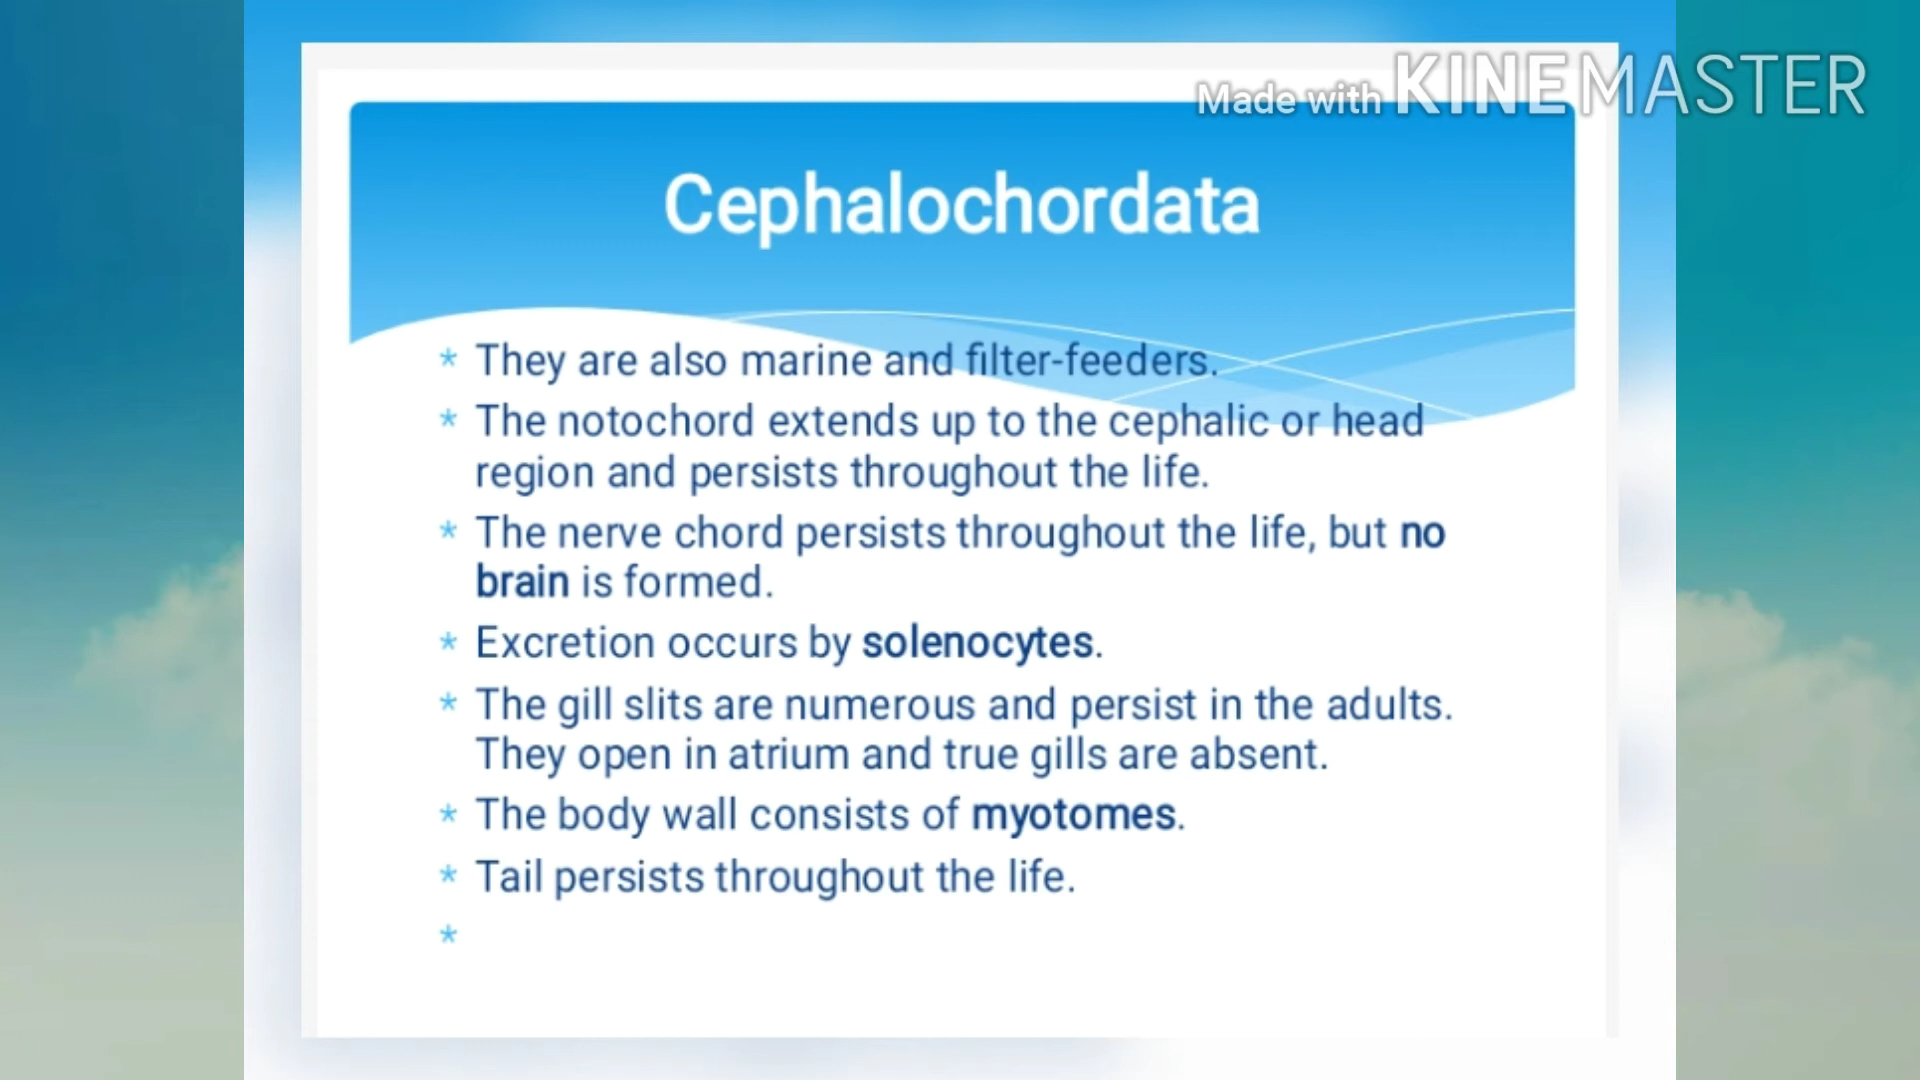 Made with KINEMASTER
Cephalochordata
* They are also marine and filter-feeders.
* The notochord extends up to the cephalic or head
region and persists throughout the life.
* The nerve chord persists throughout the life, but no
brain is formed.
* Excretion occurs by solenocytes.
* The gill slits are numerous and persist in the adults.
They open in atrium and true gills are absent.
* The body wall consists of myotomes.
* Tail persists throughout the life.
*